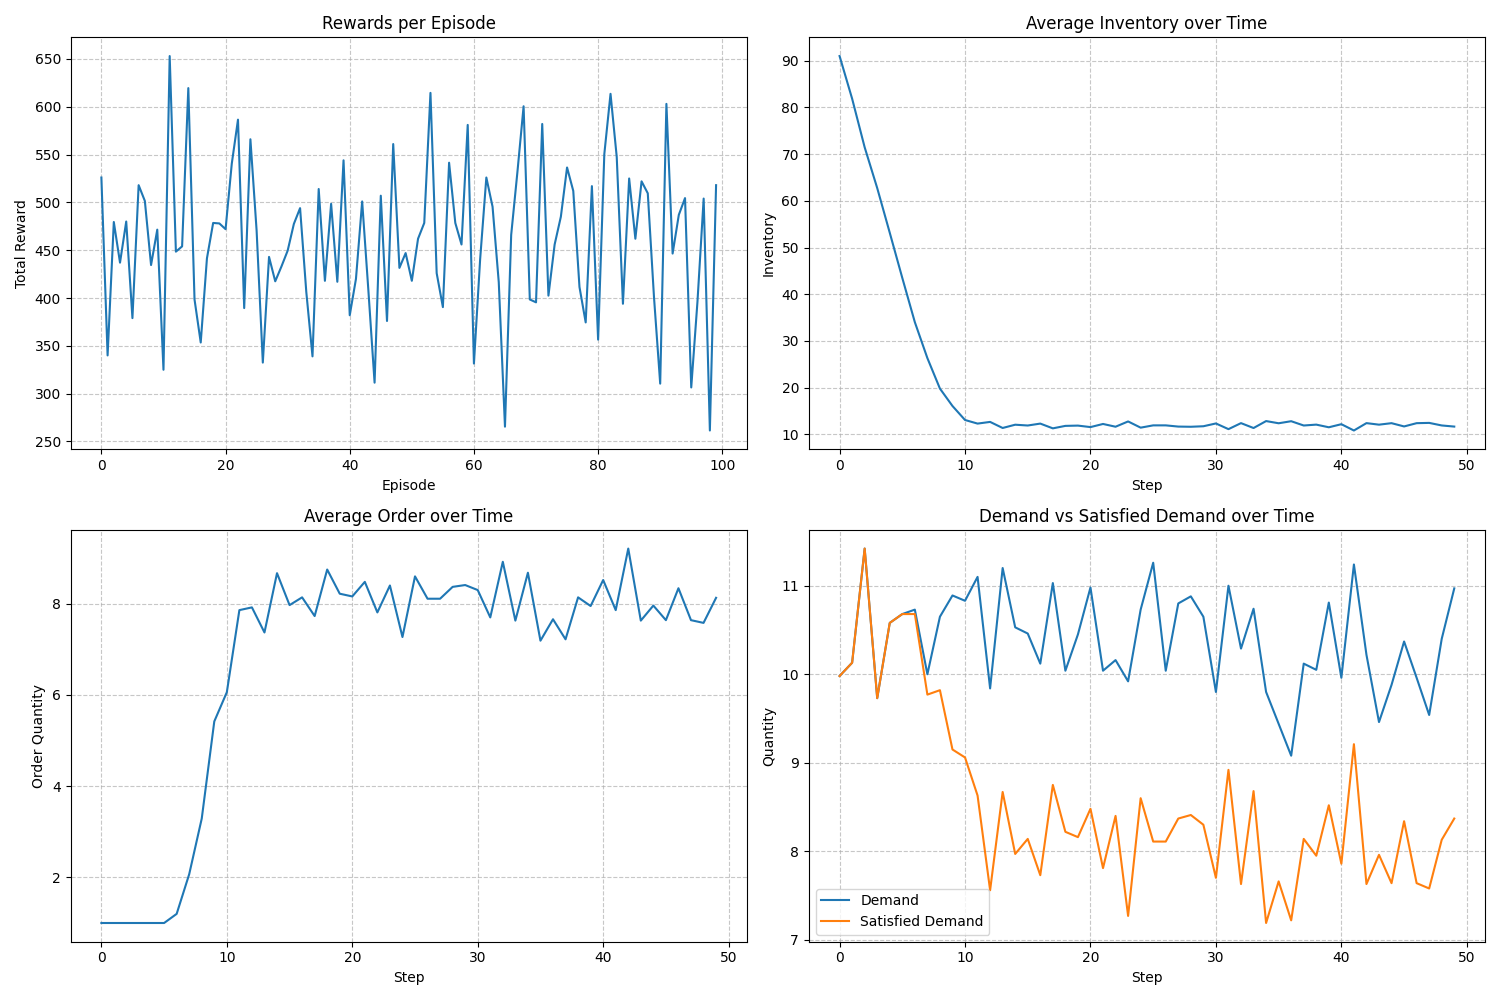 Rewards per Episode
Total Reward
650
600
550
500
450
400
350
300
250
0 20 40 60 80 100
Episode
Average Inventory over Time
Inventory
90
80
70
60
50
40
30
20
10
0 10 20 30 40 50
Step
Average Order over Time
Order Quantity
8
6
4
2
0 10 20 30 40 50
Step
Demand vs Satisfied Demand over Time
Quantity
11
10
9
8
7
Demand
Satisfied Demand
0 10 20 30 40 50
Step